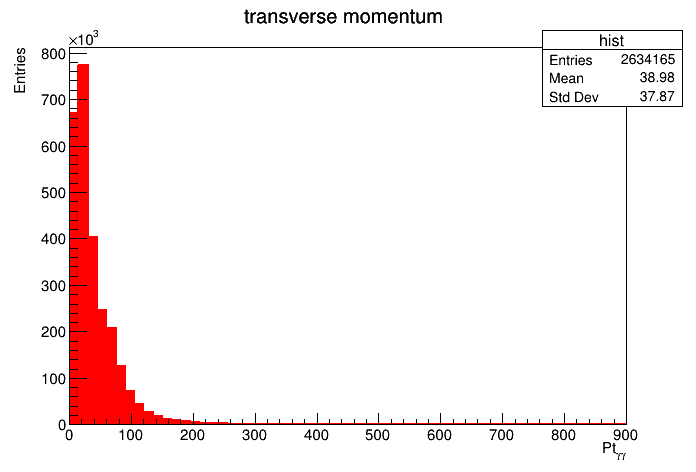 transverse momentum
×10³
hist
Entries 2634165
Mean 38.98
Std Dev 37.87
Entries
800
700
600
500
400
300
200
100
0
0 100 200 300 400 500 600 700 800 900
Pt_γγ